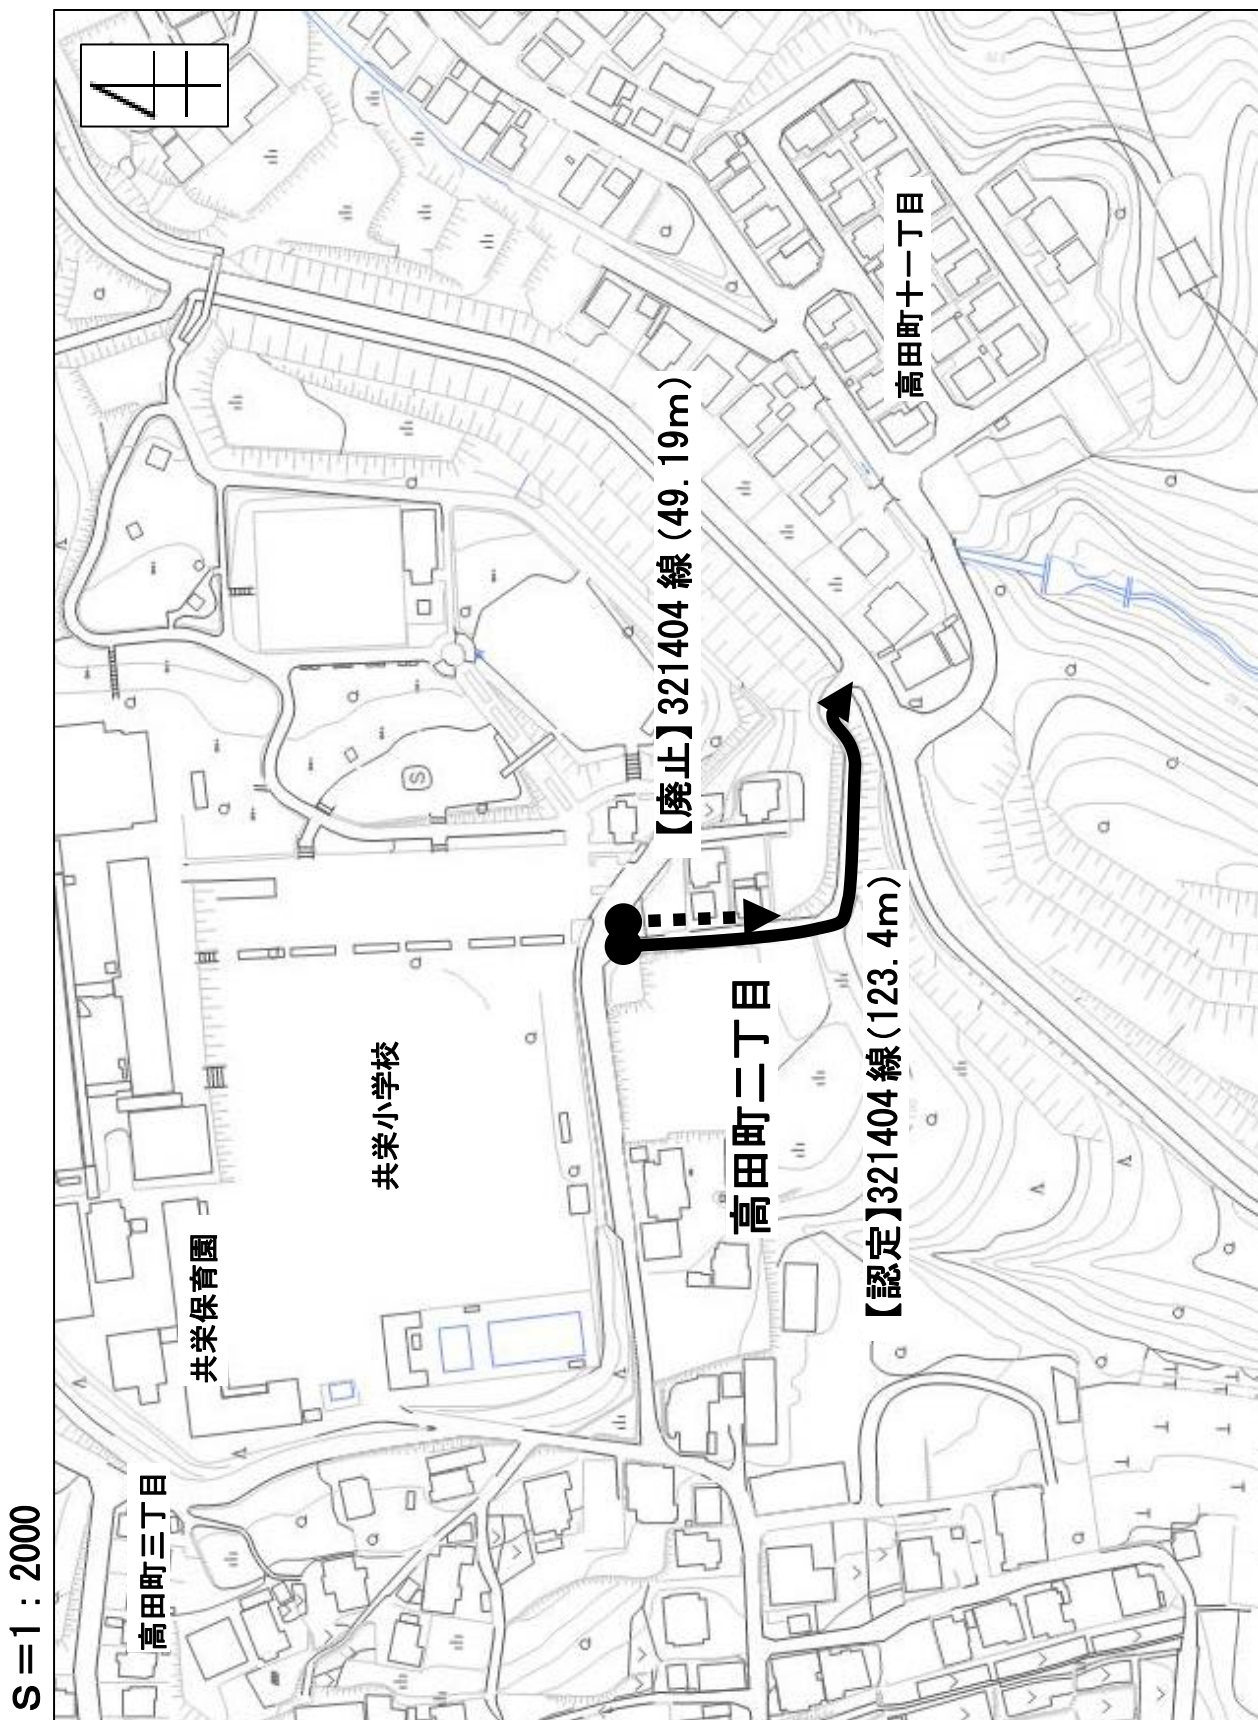 S=1:2000
高田町三丁目
共栄保育園
共栄小学校
【廃止】321404 線 (49. 19m)
高田町二丁目
【認定】321404 線(123. 4m)
高田町十一丁目
S